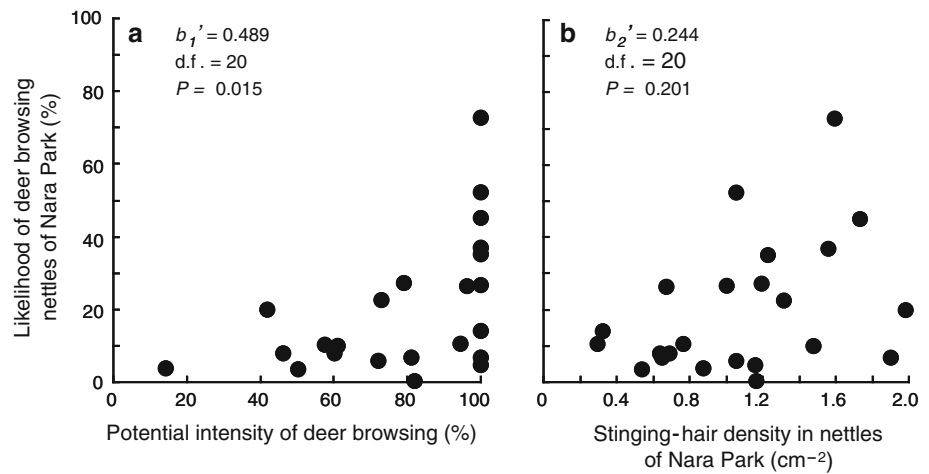 a
b₁’ = 0.489
d.f. = 20
P = 0.015
100
80
60
40
20
0
Likelihood of deer browsing
nettles of Nara Park (%)
0 20 40 60 80 100
Potential intensity of deer browsing (%)
b
b₂’ = 0.244
d.f. = 20
P = 0.201
0 0.4 0.8 1.2 1.6 2.0
Stinging-hair density in nettles
of Nara Park (cm⁻²)